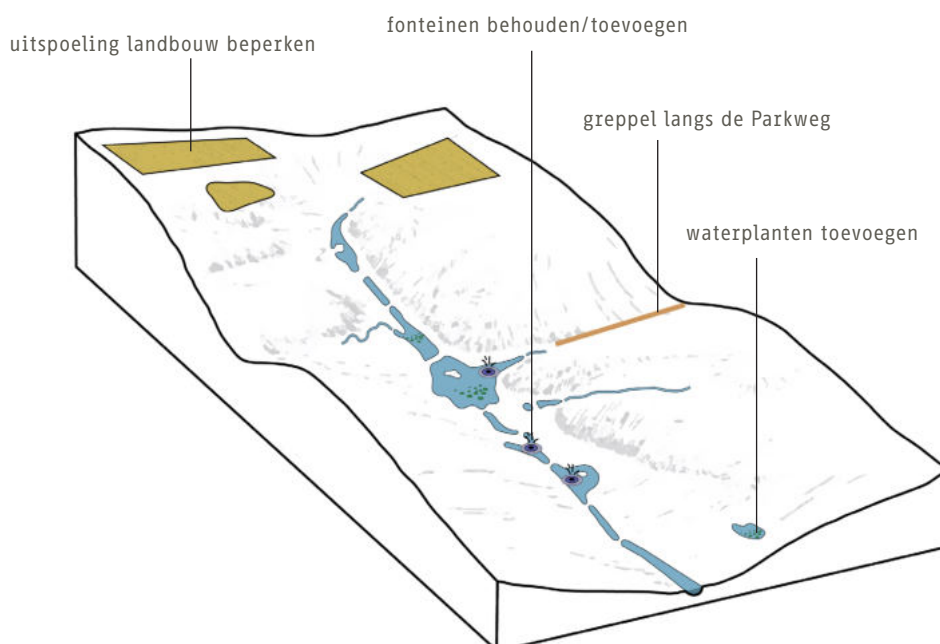 fonteinen behouden/toevoegen
uitspoeling landbouw beperken
greppel langs de Parkweg
waterplanten toevoegen